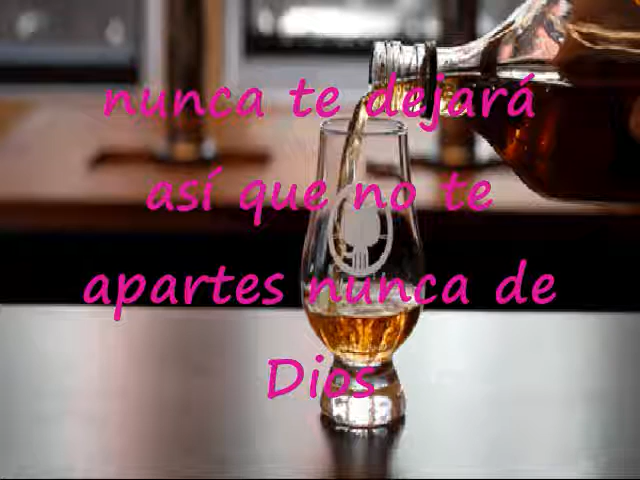 nunca te dejará
así que no te
apartes nunca de
Dios